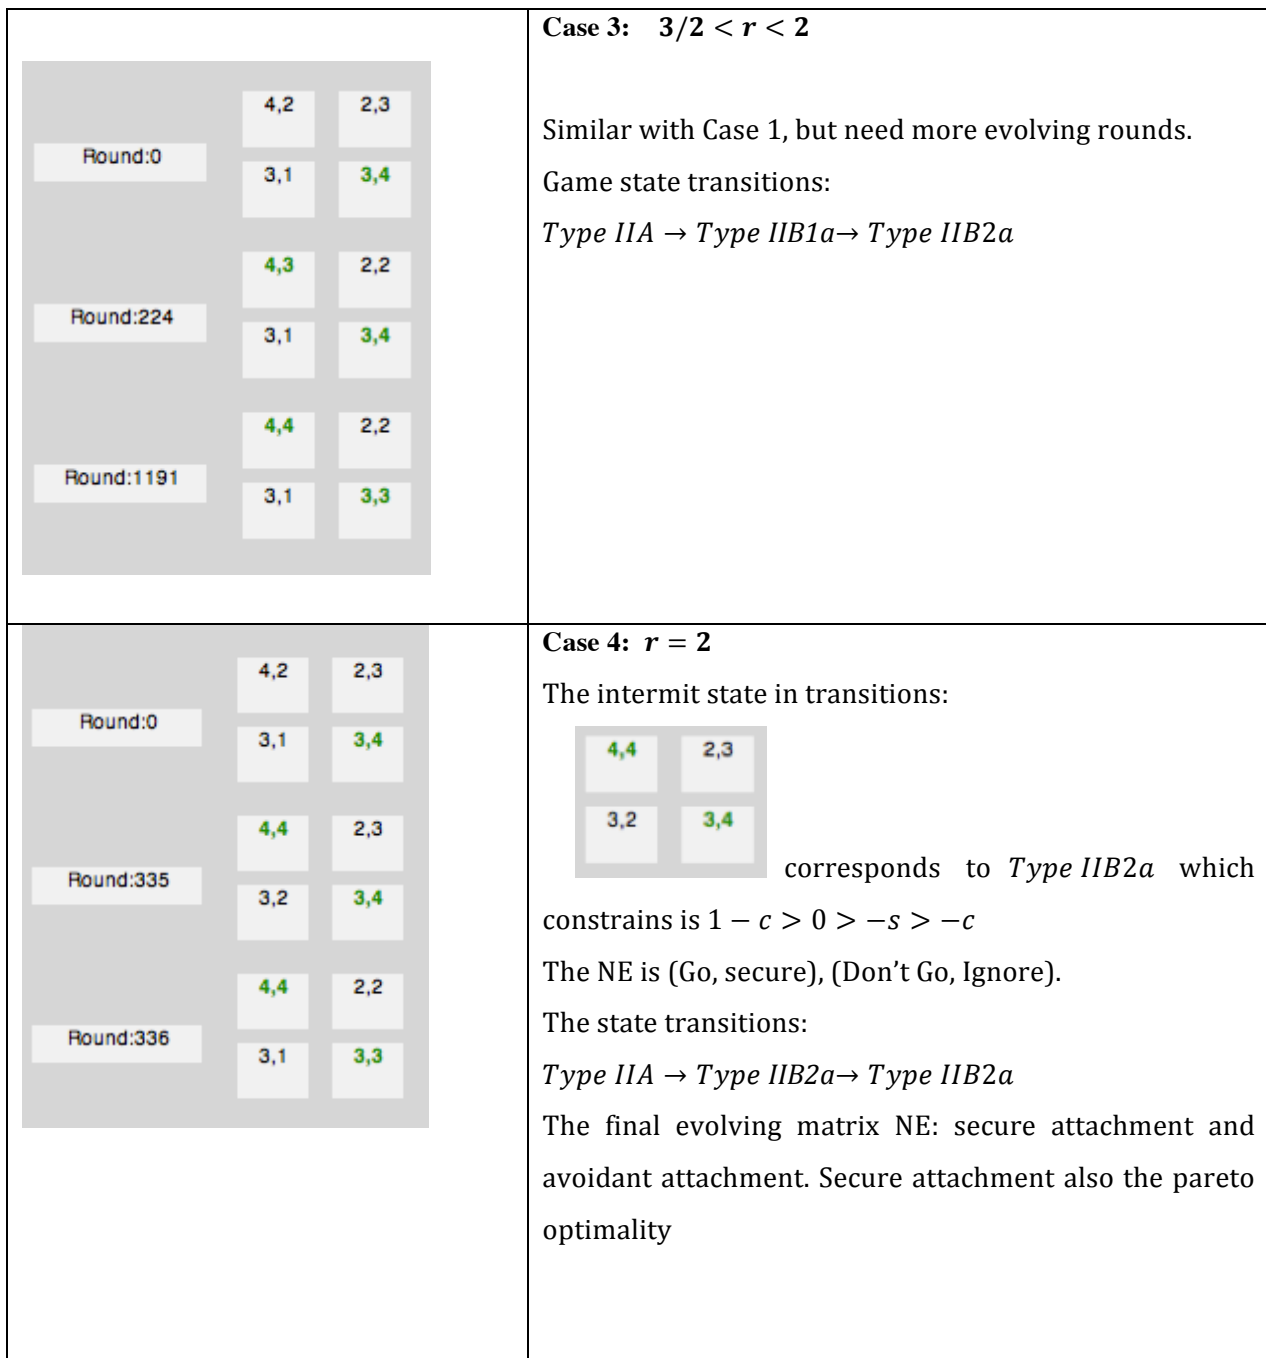 Case 3: 3/2 < r < 2
4,2 2,3
Round:0
3,1 3,4
4,3 2,2
Round:224
3,1 3,4
4,4 2,2
Round:1191
3,1 3,3
Similar with Case 1, but need more evolving rounds.
Game state transitions:
Type IIA → Type IIB1a→ Type IIB2a
4,2 2,3
Round:0
3,1 3,4
4,4 2,3
Round:335
3,2 3,4
4,4 2,2
Round:336
3,1 3,3
Case 4: r = 2
The intermit state in transitions:
4,4 2,3
3,2 3,4
corresponds to Type IIB2a which
constrains is 1 − c > 0 > −s > −c
The NE is (Go, secure), (Don’t Go, Ignore).
The state transitions:
Type IIA → Type IIB2a→ Type IIB2a
The final evolving matrix NE: secure attachment and
avoidant attachment. Secure attachment also the pareto
optimality